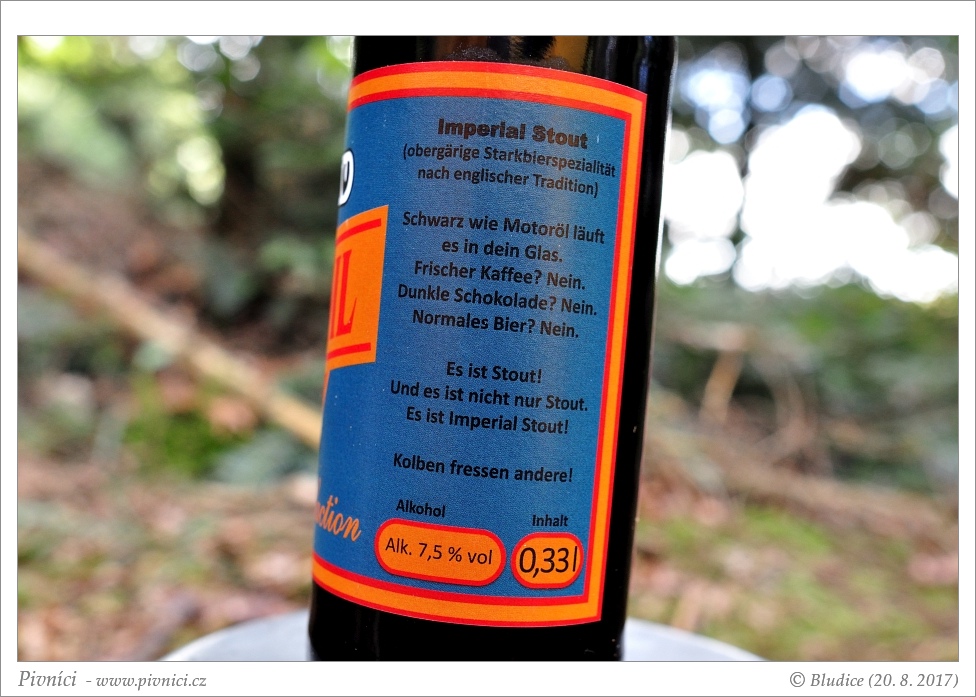 Imperial Stout
(obergärige Starkbierspezialität
nach englischer Tradition)
Schwarz wie Motoröl läuft
es in dein Glas.
Frischer Kaffee? Nein.
Dunkle Schokolade? Nein.
Normales Bier? Nein.
Es ist Stout!
Und es ist nicht nur Stout.
Es ist Imperial Stout!
Kolben fressen andere!
Alkohol
Inhalt
Alk. 7,5 % vol
0,33l
Pivníci - www.pivnici.cz
© Bludice (20. 8. 2017)